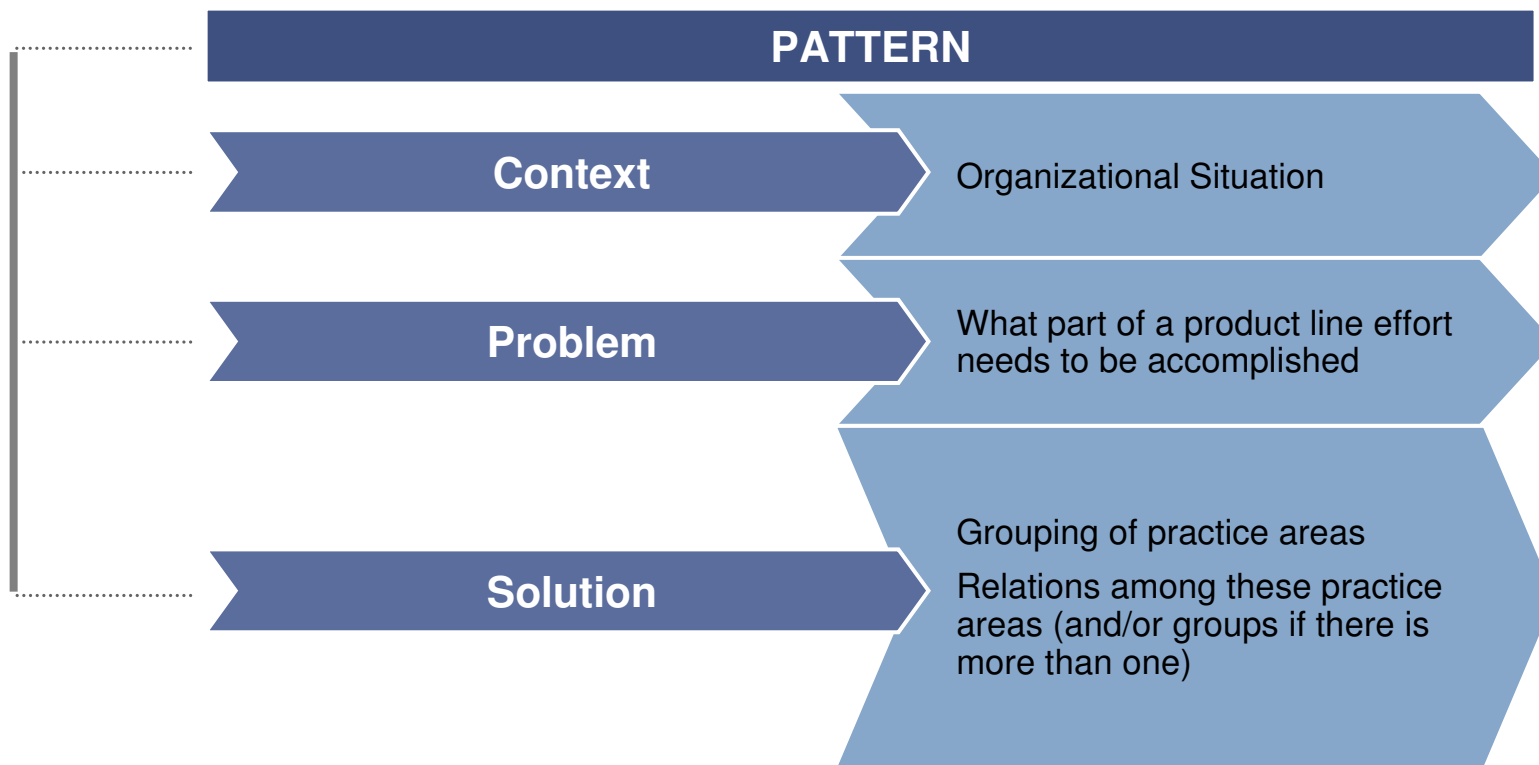 PATTERN
Context
Organizational Situation
Problem
What part of a product line effort
needs to be accomplished
Solution
Grouping of practice areas
Relations among these practice
areas (and/or groups if there is
more than one)